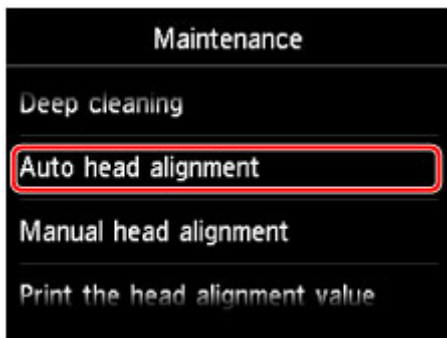 Maintenance
Deep cleaning
Auto head alignment
Manual head alignment
Print the head alignment value